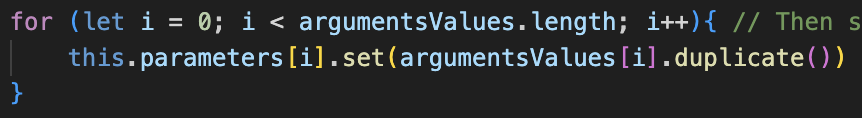 for (let i = 0; i < argumentsValues.length; i++){ // Then s
    this.parameters[i].set(argumentsValues[i].duplicate())
}